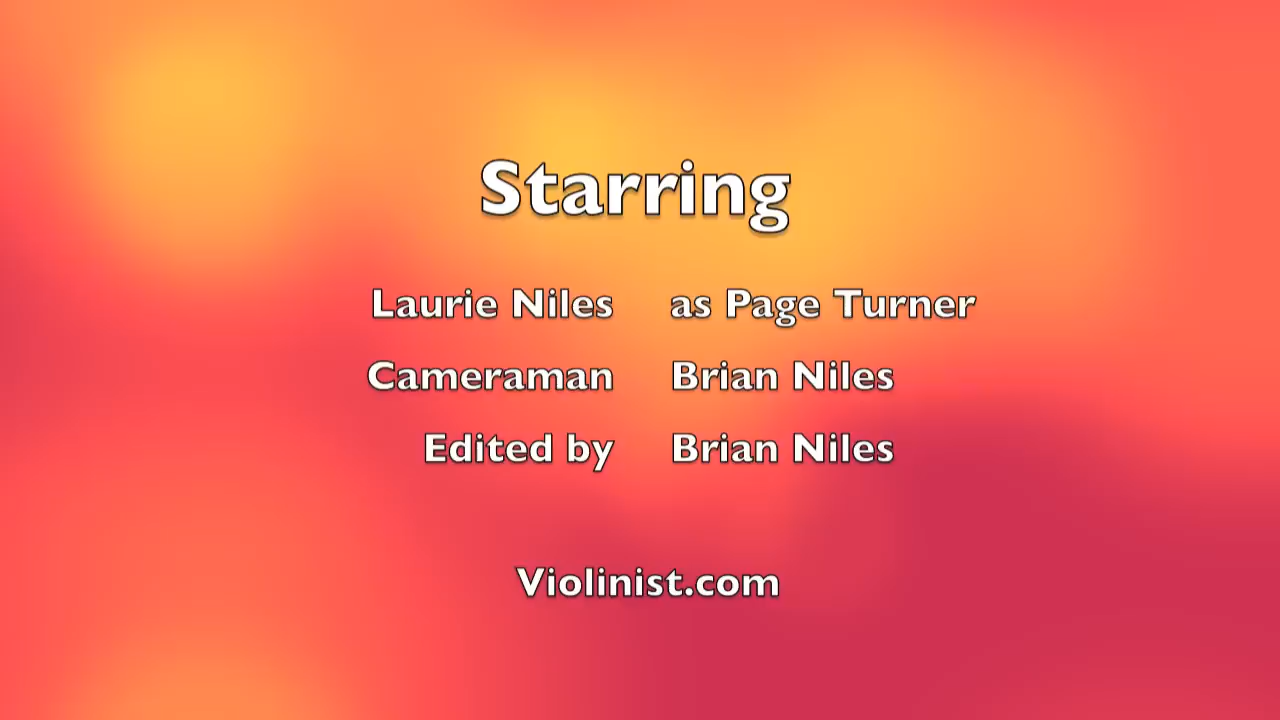 Starring
Laurie Niles as Page Turner
Cameraman Brian Niles
Edited by Brian Niles
Violinist.com